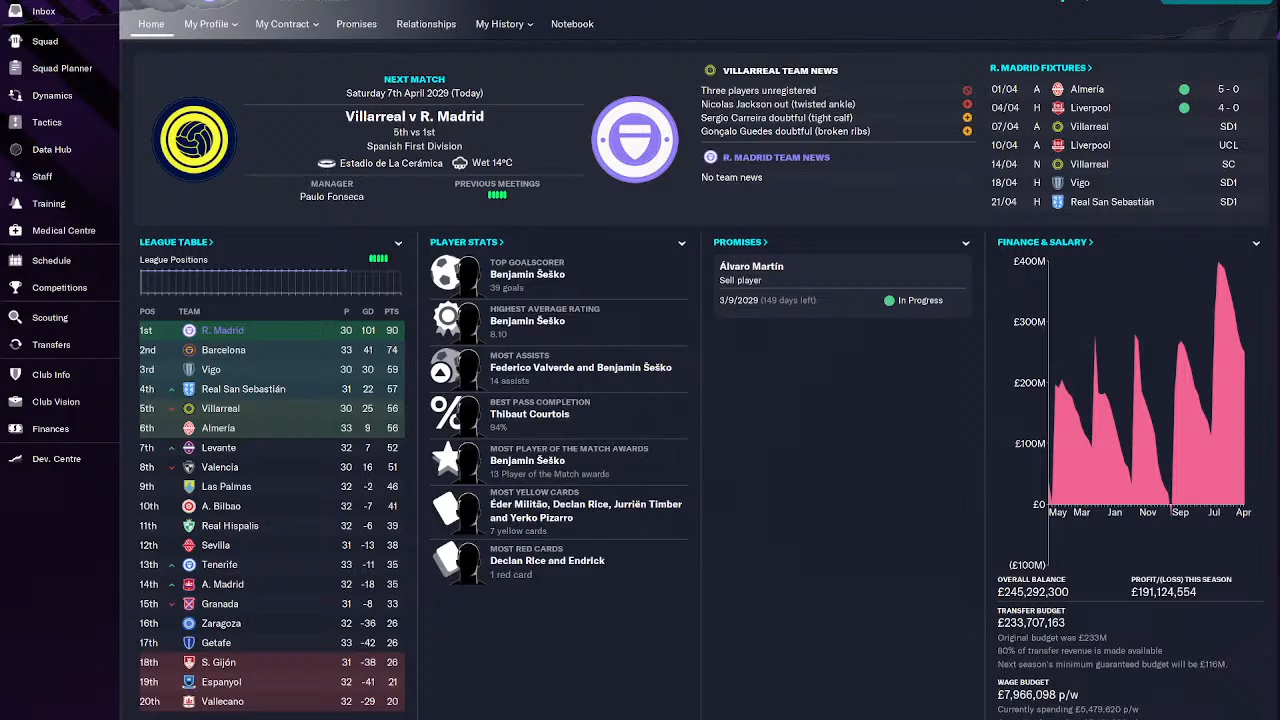 Inbox
Squad
Squad Planner
Dynamics
Tactics
Data Hub
Staff
Training
Medical Centre
Schedule
Competitions
Scouting
Transfers
Club Info
Club Vision
Finances
Dev. Centre
Home My Profile My Contract Promises Relationships My History Notebook
NEXT MATCH
Saturday 7th April 2029 (Today)
Villarreal v R. Madrid
5th vs 1st
Spanish First Division
Estadio de La Cerámica Wet 14°C
MANAGER
Paulo Fonseca
PREVIOUS MEETINGS
VILLARREAL TEAM NEWS
Three players unregistered
Nicolas Jackson out (twisted ankle)
Sergio Carreira doubtful (tight calf)
Gonçalo Guedes doubtful (broken ribs)
R. MADRID TEAM NEWS
No team news
R. MADRID FIXTURES >
01/04 A Almería 5 - 0
04/04 H Liverpool 4 - 0
07/04 A Villarreal SD1
10/04 A Liverpool UCL
14/04 N Villarreal SC
18/04 H Vigo SD1
21/04 H Real San Sebastián SD1
LEAGUE TABLE >
League Positions
POS TEAM P GD PTS
1st R. Madrid 30 101 90
2nd Barcelona 33 41 74
3rd Vigo 30 30 59
4th Real San Sebastián 31 22 57
5th Villarreal 30 25 56
6th Almería 33 9 56
7th Levante 32 7 52
8th Valencia 30 16 51
9th Las Palmas 32 -2 46
10th A. Bilbao 32 -7 41
11th Real Hispalis 32 -2 39
12th Sevilla 31 -13 38
13th Tenerife 33 -11 35
14th A. Madrid 32 -18 35
15th Granada 31 -8 33
16th Zaragoza 32 -36 26
17th Getafe 33 -42 26
18th S. Gijón 31 -38 26
19th Espanyol 32 -41 21
20th Vallecano 32 -29 20
PLAYER STATS >
TOP GOALSCORER
Benjamin Šeško
39 goals
HIGHEST AVERAGE RATING
Benjamin Šeško
8.10
MOST ASSISTS
Federico Valverde and Benjamin Šeško
14 assists
BEST PASS COMPLETION
Thibaut Courtois
94%
MOST PLAYER OF THE MATCH AWARDS
Benjamin Šeško
13 Player of the Match awards
MOST YELLOW CARDS
Éder Militão, Declan Rice, Jurriën Timber
and Yerko Pizarro
7 yellow cards
MOST RED CARDS
Declan Rice and Endrick
1 red card
PROMISES >
Álvaro Martín
Sell player
3/9/2029 (149 days left) In Progress
FINANCE & SALARY >
£400M
£300M
£200M
£100M
£0
(£100M)
May Mar Jan Nov Sep Jul Apr
OVERALL BALANCE
£245,292,300
PROFIT/(LOSS) THIS SEASON
£191,124,554
TRANSFER BUDGET
£233,707,163
Original budget was £233M
80% of transfer revenue is made available
Next season's minimum guaranteed budget will be £116M.
WAGE BUDGET
£7,966,098 p/w
Currently spending £5,479,620 p/w